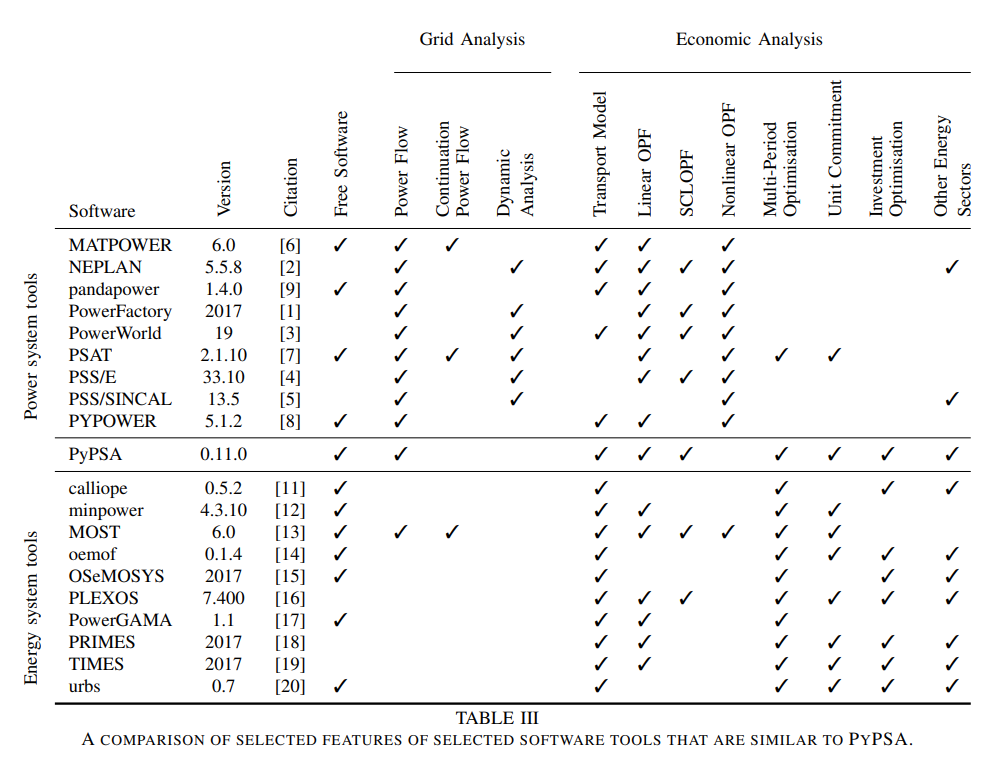 Grid Analysis Economic Analysis
Software Version Citation Free Software Power Flow Continuation Power Flow Dynamic Analysis Transport Model Linear OPF SCLOPF Nonlinear OPF Multi-Period Optimisation Unit Commitment Investment Optimisation Other Energy Sectors
Power system tools
MATPOWER 6.0 [6] ✓ ✓ ✓ ✓ ✓ ✓
NEPLAN 5.5.8 [2] ✓ ✓ ✓ ✓ ✓ ✓ ✓
pandapower 1.4.0 [9] ✓ ✓ ✓ ✓ ✓
PowerFactory 2017 [1] ✓ ✓ ✓ ✓ ✓
PowerWorld 19 [3] ✓ ✓ ✓ ✓ ✓ ✓
PSAT 2.1.10 [7] ✓ ✓ ✓ ✓ ✓ ✓ ✓ ✓
PSS/E 33.10 [4] ✓ ✓ ✓ ✓ ✓
PSS/SINCAL 13.5 [5] ✓ ✓ ✓ ✓
PYPOWER 5.1.2 [8] ✓ ✓ ✓ ✓ ✓
PyPSA 0.11.0 ✓ ✓ ✓ ✓ ✓ ✓ ✓ ✓ ✓
Energy system tools
calliope 0.5.2 [11] ✓ ✓ ✓ ✓ ✓
minpower 4.3.10 [12] ✓ ✓ ✓ ✓ ✓
MOST 6.0 [13] ✓ ✓ ✓ ✓ ✓ ✓ ✓ ✓ ✓
oemof 0.1.4 [14] ✓ ✓ ✓ ✓ ✓ ✓
OSeMOSYS 2017 [15] ✓ ✓ ✓ ✓ ✓
PLEXOS 7.400 [16] ✓ ✓ ✓ ✓ ✓ ✓ ✓
PowerGAMA 1.1 [17] ✓ ✓ ✓ ✓
PRIMES 2017 [18] ✓ ✓ ✓ ✓ ✓ ✓
TIMES 2017 [19] ✓ ✓ ✓ ✓ ✓ ✓
urbs 0.7 [20] ✓ ✓ ✓ ✓ ✓ ✓
TABLE III
A COMPARISON OF SELECTED FEATURES OF SELECTED SOFTWARE TOOLS THAT ARE SIMILAR TO PYPSA.